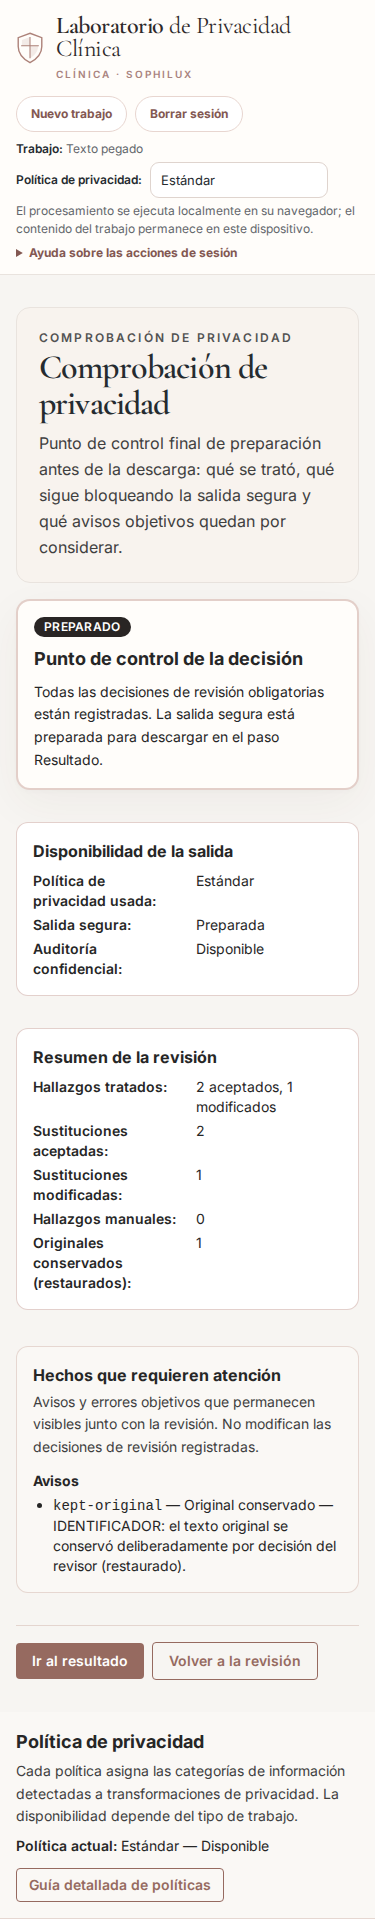 Laboratorio de Privacidad
Clínica
CLÍNICA · SOPHILUX
Nuevo trabajo
Borrar sesión
Trabajo: Texto pegado
Política de privacidad: Estándar
El procesamiento se ejecuta localmente en su navegador; el
contenido del trabajo permanece en este dispositivo.
Ayuda sobre las acciones de sesión
COMPROBACIÓN DE PRIVACIDAD
Comprobación de
privacidad
Punto de control final de preparación
antes de la descarga: qué se trató, qué
sigue bloqueando la salida segura y
qué avisos objetivos quedan por
considerar.
PREPARADO
Punto de control de la decisión
Todas las decisiones de revisión obligatorias
están registradas. La salida segura está
preparada para descargar en el paso
Resultado.
Disponibilidad de la salida
Política de
privacidad usada:
Estándar
Salida segura:
Preparada
Auditoría
confidencial:
Disponible
Resumen de la revisión
Hallazgos tratados:
2 aceptados, 1
modificados
Sustituciones
aceptadas:
2
Sustituciones
modificadas:
1
Hallazgos manuales:
0
Originales
conservados
(restaurados):
1
Hechos que requieren atención
Avisos y errores objetivos que permanecen
visibles junto con la revisión. No modifican las
decisiones de revisión registradas.
Avisos
• kept-original — Original conservado —
IDENTIFICADOR: el texto original se
conservó deliberadamente por decisión del
revisor (restaurado).
Ir al resultado
Volver a la revisión
Política de privacidad
Cada política asigna las categorías de información
detectadas a transformaciones de privacidad. La
disponibilidad depende del tipo de trabajo.
Política actual: Estándar — Disponible
Guía detallada de políticas